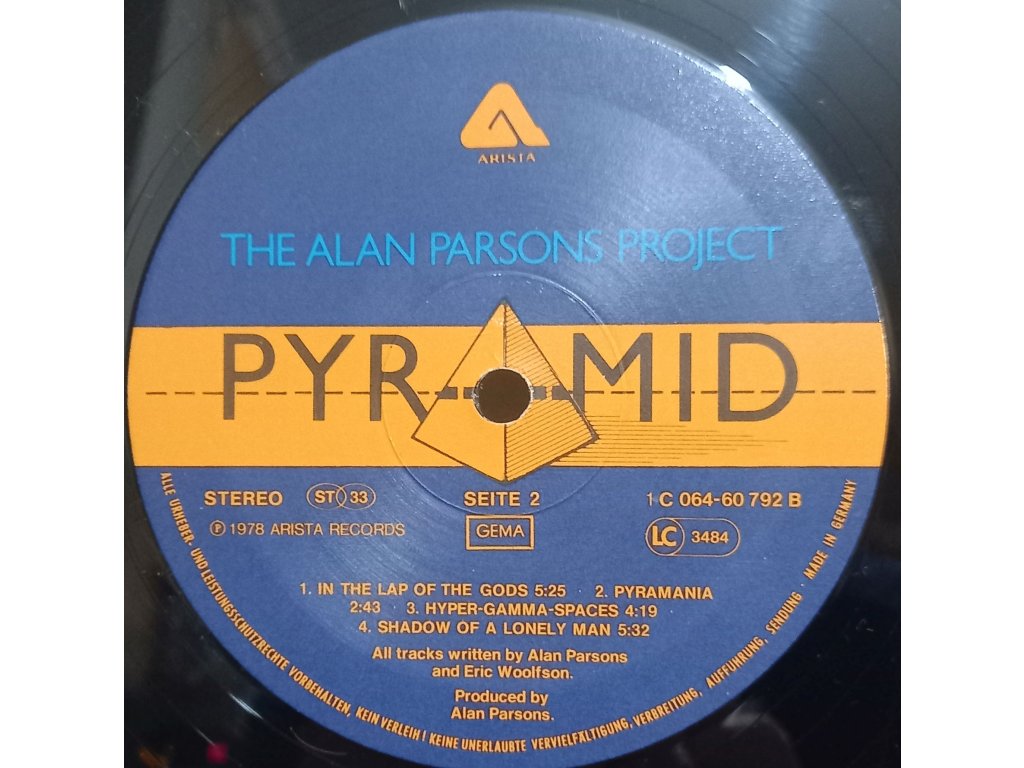 ARISTA
THE ALAN PARSONS PROJECT
PYRAMID
STEREO ST 33 SEITE 2 1 C 064-60 792 B
℗ 1978 ARISTA RECORDS GEMA LC 3484
1. IN THE LAP OF THE GODS 5:25 · 2. PYRAMANIA
2:43 · 3. HYPER-GAMMA-SPACES 4:19
4. SHADOW OF A LONELY MAN 5:32
All tracks written by Alan Parsons
and Eric Woolfson.
Produced by
Alan Parsons.
ALLE URHEBER- UND LEISTUNGSSCHUTZRECHTE VORBEHALTEN, KEIN VERLEIH! KEINE UNERLAUBTE VERVIELFÄLTIGUNG, VERBREITUNG, AUFFÜHRUNG, SENDUNG · MADE IN GERMANY